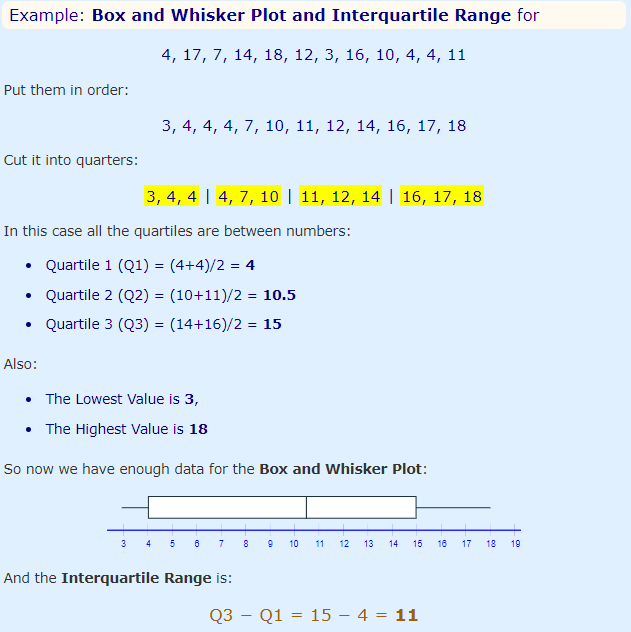 Example: Box and Whisker Plot and Interquartile Range for
4, 17, 7, 14, 18, 12, 3, 16, 10, 4, 4, 11
Put them in order:
3, 4, 4, 4, 7, 10, 11, 12, 14, 16, 17, 18
Cut it into quarters:
3, 4, 4 | 4, 7, 10 | 11, 12, 14 | 16, 17, 18
In this case all the quartiles are between numbers:
• Quartile 1 (Q1) = (4+4)/2 = 4
• Quartile 2 (Q2) = (10+11)/2 = 10.5
• Quartile 3 (Q3) = (14+16)/2 = 15
Also:
• The Lowest Value is 3,
• The Highest Value is 18
So now we have enough data for the Box and Whisker Plot:
3 4 5 6 7 8 9 10 11 12 13 14 15 16 17 18 19
And the Interquartile Range is:
Q3 − Q1 = 15 − 4 = 11